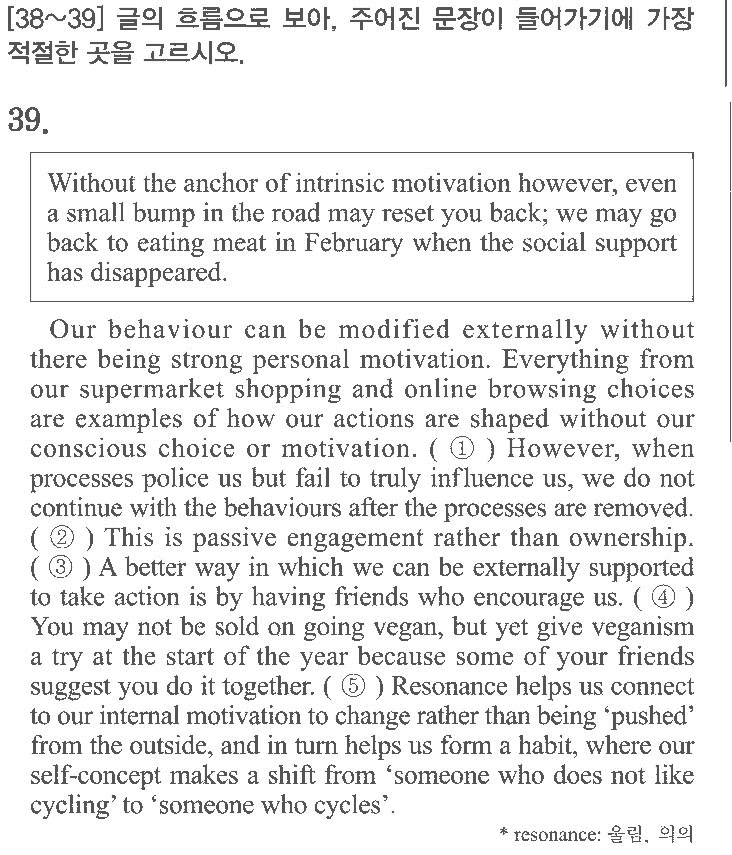 [38~39] 글의 흐름으로 보아, 주어진 문장이 들어가기에 가장
적절한 곳을 고르시오.
39.
Without the anchor of intrinsic motivation however, even
a small bump in the road may reset you back; we may go
back to eating meat in February when the social support
has disappeared.
Our behaviour can be modified externally without
there being strong personal motivation. Everything from
our supermarket shopping and online browsing choices
are examples of how our actions are shaped without our
conscious choice or motivation. ( ① ) However, when
processes police us but fail to truly influence us, we do not
continue with the behaviours after the processes are removed.
( ② ) This is passive engagement rather than ownership.
( ③ ) A better way in which we can be externally supported
to take action is by having friends who encourage us. ( ④ )
You may not be sold on going vegan, but yet give veganism
a try at the start of the year because some of your friends
suggest you do it together. ( ⑤ ) Resonance helps us connect
to our internal motivation to change rather than being ‘pushed’
from the outside, and in turn helps us form a habit, where our
self-concept makes a shift from ‘someone who does not like
cycling’ to ‘someone who cycles’.
* resonance: 울림, 의의